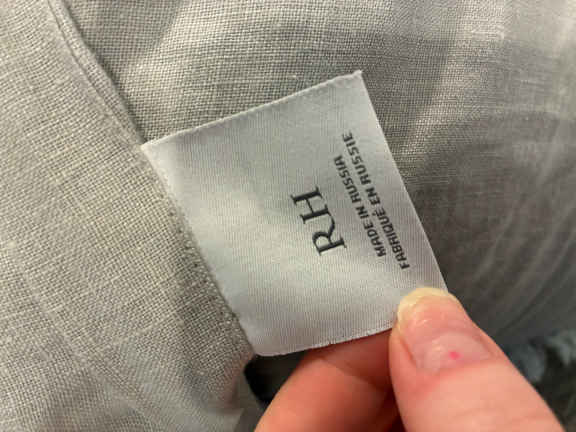 RH
MADE IN RUSSIA
FABRIQUÉ EN RUSSIE